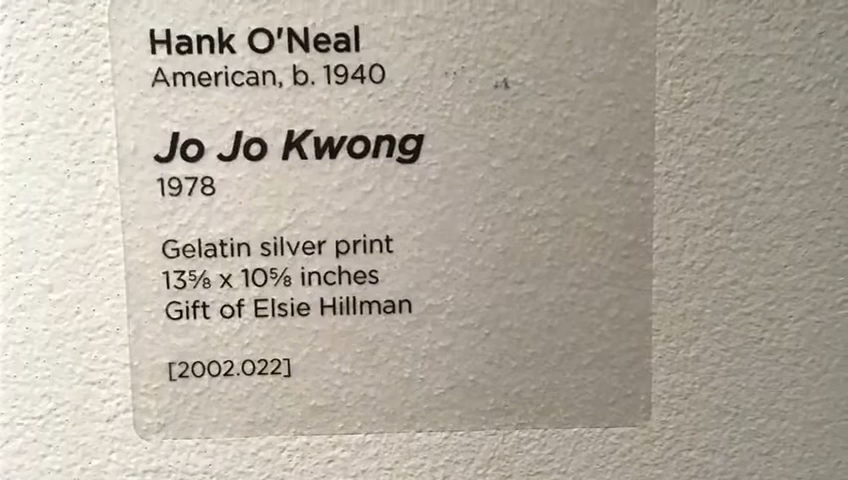 Hank O'Neal
American, b. 1940
Jo Jo Kwong
1978
Gelatin silver print
13⅝ x 10⅝ inches
Gift of Elsie Hillman
[2002.022]